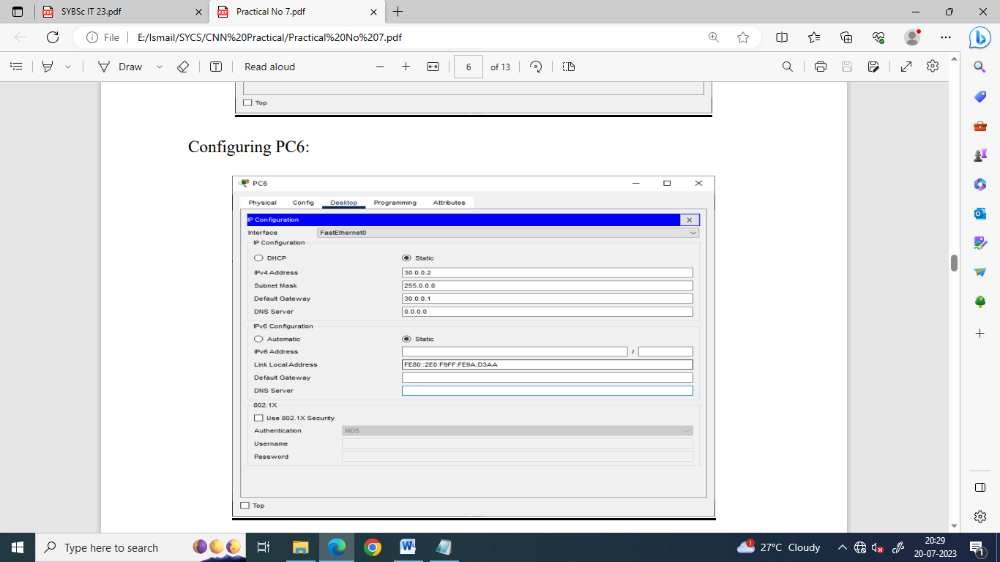 SYBSc IT 23.pdf
Practical No 7.pdf
File
E:/Ismail/SYCS/CNN%20Practical/Practical%20No%207.pdf
Draw
Read aloud
6
of 13
Top
Configuring PC6:
PC6
Physical Config Desktop Programming Attributes
IP Configuration
X
Interface FastEthernet0
IP Configuration
DHCP Static
IPv4 Address 30.0.0.2
Subnet Mask 255.0.0.0
Default Gateway 30.0.0.1
DNS Server 0.0.0.0
IPv6 Configuration
Automatic Static
IPv6 Address /
Link Local Address FE80::2E0:F9FF:FE9A:D3AA
Default Gateway
DNS Server
802.1X
Use 802.1X Security
Authentication MD5
Username
Password
Top
Type here to search
1
27°C Cloudy
20:29
20-07-2023
1